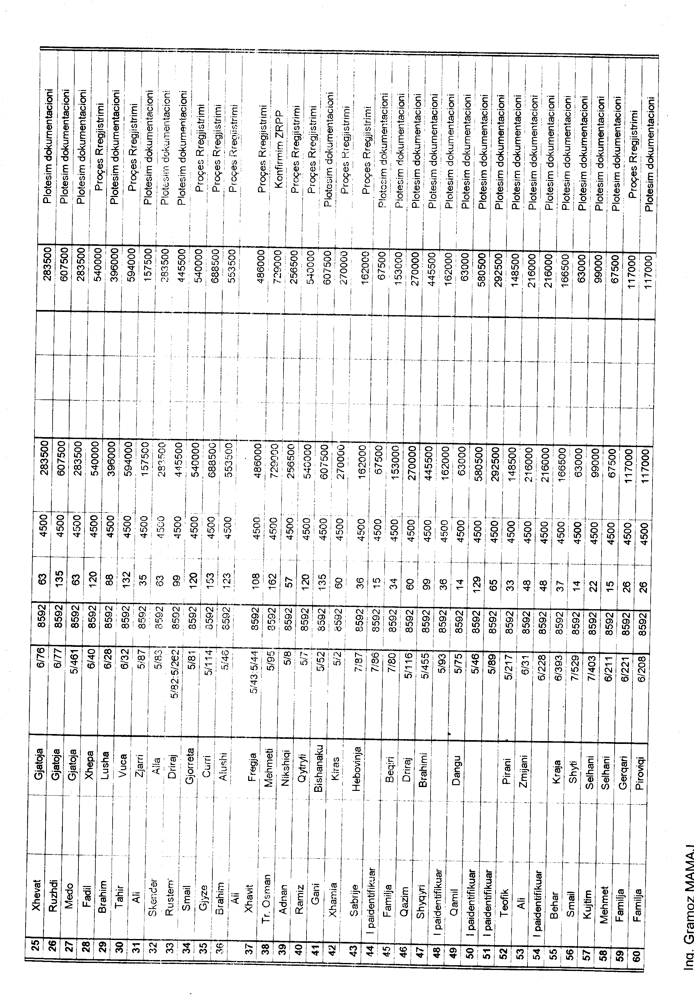 25 Xhevat Gjatoja 6/76 8592 63 4500 283500 283500 Plotesim dokumentacioni
26 Ruzhdi Gjatoja 6/77 8592 135 4500 607500 607500 Plotesim dokumentacioni
27 Medo Gjatoja 5/461 8592 63 4500 283500 283500 Plotesim dokumentacioni
28 Fadil Xhepa 6/40 8592 120 4500 540000 540000 Proçes Rregjistrimi
29 Brahim Lusha 6/28 8592 88 4500 396000 396000 Plotesim dokumentacioni
30 Tahir Vuca 6/32 8592 132 4500 594000 594000 Proçes Rregjistrimi
31 Ali Zjarri 5/87 8592 35 4500 157500 157500 Plotesim dokumentacioni
32 Skender Alla 5/83 8592 63 4500 283500 283500 Plotesim dokumentacioni
33 Rustem Driraj 5/82;5/262 8592 99 4500 445500 445500 Plotesim dokumentacioni
34 Smail Gjorreta 5/81 8592 120 4500 540000 540000 Proçes Rregjistrimi
35 Gjyze Curri 5/114 8592 153 4500 688500 688500 Proçes Rregjistrimi
36 Brahim Alushi 5/46 8592 123 4500 553500 553500 Proçes Rregjistrimi
Ali
37 Xhavit Fregja 5/43;5/44 8592 108 4500 486000 486000 Proçes Rregjistrimi
38 Tr. Osman Mehmeti 5/95 8592 162 4500 729000 729000 Konfirmim ZRPP
39 Adnan Nikshiqi 5/8 8592 57 4500 256500 256500 Proçes Rregjistrimi
40 Ramiz Qytryti 5/7 8592 120 4500 540000 540000 Proçes Rregjistrimi
41 Gani Bishanaku 5/52 8592 135 4500 607500 607500 Plotesim dokumentacioni
42 Xhamia Kiras 5/2 8592 60 4500 270000 270000 Proçes Rregjistrimi
43 Sabrije Hebovinja 7/87 8592 36 4500 162000 162000 Proçes Rregjistrimi
44 I paidentifikuar 7/86 8592 15 4500 67500 67500 Plotesim dokumentacioni
45 Familja Beqiri 7/80 8592 34 4500 153000 153000 Plotesim dokumentacioni
46 Qazim Driraj 5/116 8592 60 4500 270000 270000 Plotesim dokumentacioni
47 Shyqyri Brahimi 5/455 8592 99 4500 445500 445500 Plotesim dokumentacioni
48 I paidentifikuar 5/93 8592 36 4500 162000 162000 Plotesim dokumentacioni
49 Qamil Dangu 5/75 8592 14 4500 63000 63000 Plotesim dokumentacioni
50 I paidentifikuar 5/46 8592 129 4500 580500 580500 Plotesim dokumentacioni
51 I paidentifikuar 5/89 8592 65 4500 292500 292500 Plotesim dokumentacioni
52 Teofik Pirani 5/217 8592 33 4500 148500 148500 Plotesim dokumentacioni
53 Ali Zmijani 6/31 8592 48 4500 216000 216000 Plotesim dokumentacioni
54 I paidentifikuar 6/228 8592 48 4500 216000 216000 Plotesim dokumentacioni
55 Behar Kraja 6/393 8592 37 4500 166500 166500 Plotesim dokumentacioni
56 Smail Shyti 7/529 8592 14 4500 63000 63000 Plotesim dokumentacioni
57 Kujtim Selhani 7/403 8592 22 4500 99000 99000 Plotesim dokumentacioni
58 Mehmet Selhani 6/211 8592 15 4500 67500 67500 Plotesim dokumentacioni
59 Familja Gerqari 6/221 8592 26 4500 117000 117000 Proçes Rregjistrimi
60 Familja Piroviqi 6/208 8592 26 4500 117000 117000 Plotesim dokumentacioni
Ing. Gramoz MAMAJ